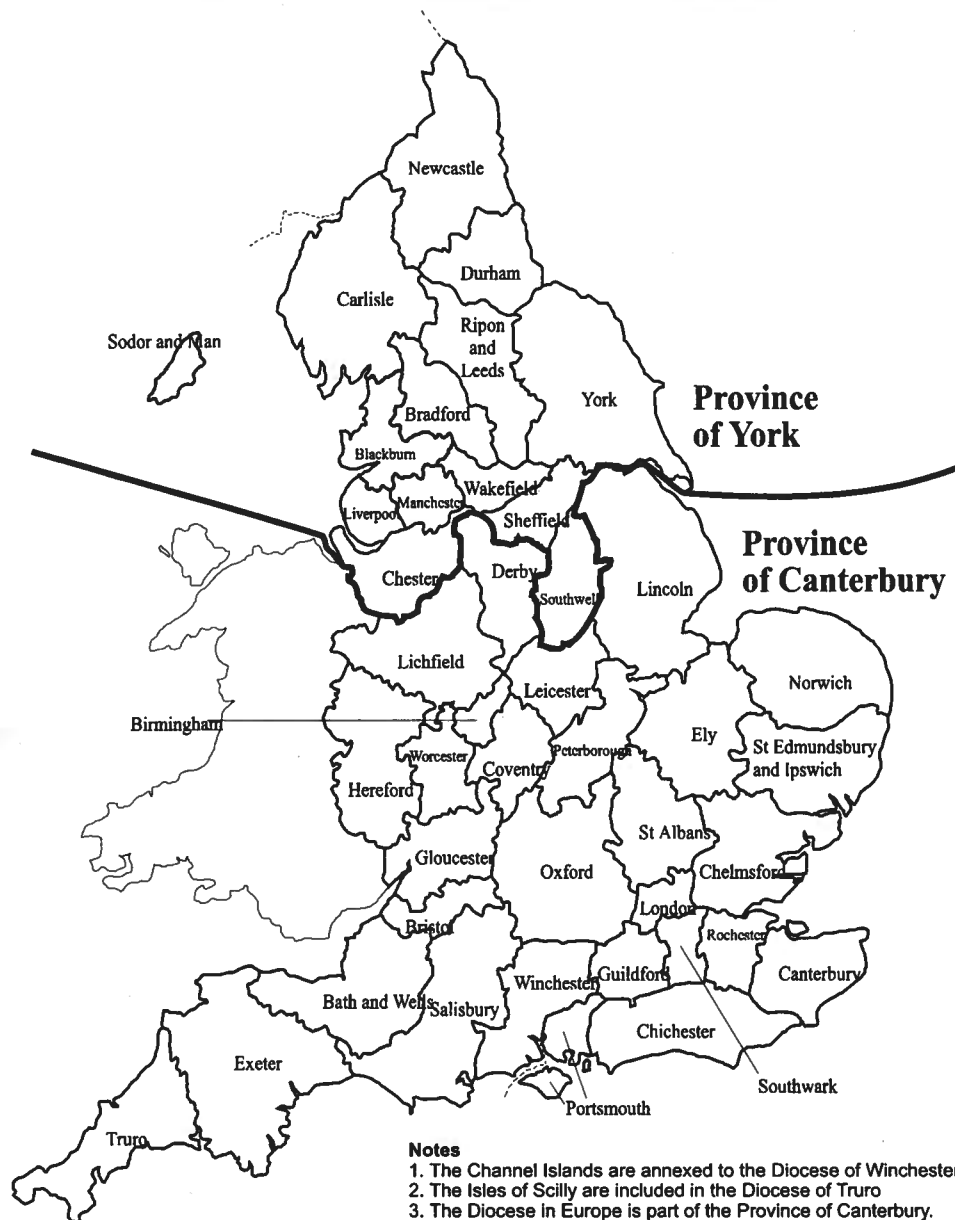 Newcastle
Durham
Carlisle
Ripon
and
Leeds
Sodor and Man
York
Province
of York
Bradford
Blackburn
Wakefield
Manchester
Liverpool
Sheffield
Province
of Canterbury
Chester
Derby
Southwell
Lincoln
Lichfield
Norwich
Leicester
Birmingham
Ely
St Edmundsbury
and Ipswich
Worcester
Peterborough
Coventry
Hereford
St Albans
Gloucester
Oxford
Chelmsford
London
Bristol
Rochester
Canterbury
Winchester
Guildford
Bath and Wells
Salisbury
Chichester
Exeter
Southwark
Portsmouth
Truro
Notes
1. The Channel Islands are annexed to the Diocese of Winchester
2. The Isles of Scilly are included in the Diocese of Truro
3. The Diocese in Europe is part of the Province of Canterbury.